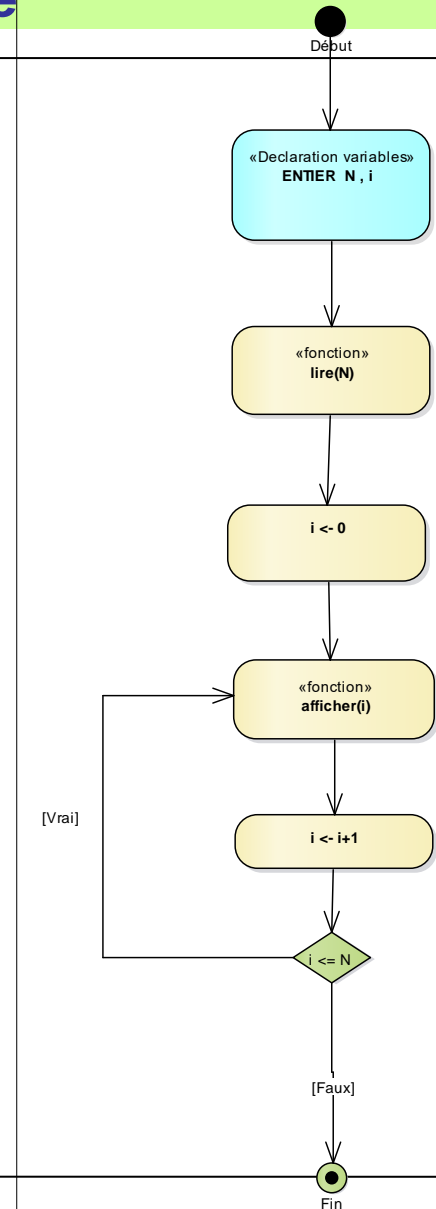 e
Début
«Declaration variables»
ENTIER N , i
«fonction»
lire(N)
i <- 0
«fonction»
afficher(i)
[Vrai]
i <- i+1
i <= N
[Faux]
Fin